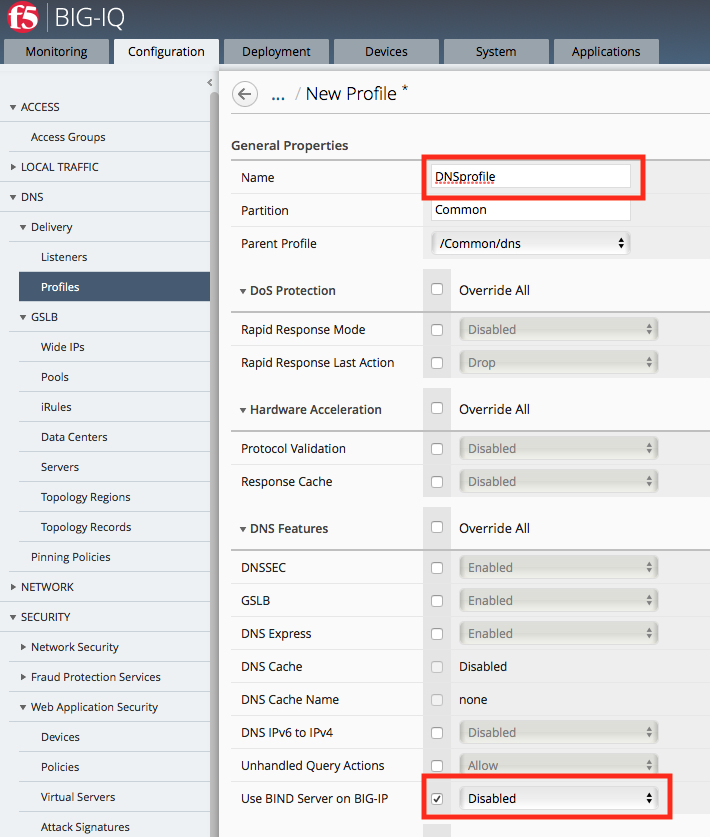 f5 BIG-IQ
Monitoring Configuration Deployment Devices System Applications
ACCESS
Access Groups
LOCAL TRAFFIC
DNS
Delivery
Listeners
Profiles
GSLB
Wide IPs
Pools
iRules
Data Centers
Servers
Topology Regions
Topology Records
Pinning Policies
NETWORK
SECURITY
Network Security
Fraud Protection Services
Web Application Security
Devices
Policies
Virtual Servers
Attack Signatures
... / New Profile *
General Properties
Name DNSprofile
Partition Common
Parent Profile /Common/dns
DoS Protection Override All
Rapid Response Mode Disabled
Rapid Response Last Action Drop
Hardware Acceleration Override All
Protocol Validation Disabled
Response Cache Disabled
DNS Features Override All
DNSSEC Enabled
GSLB Enabled
DNS Express Enabled
DNS Cache Disabled
DNS Cache Name none
DNS IPv6 to IPv4 Disabled
Unhandled Query Actions Allow
Use BIND Server on BIG-IP Disabled